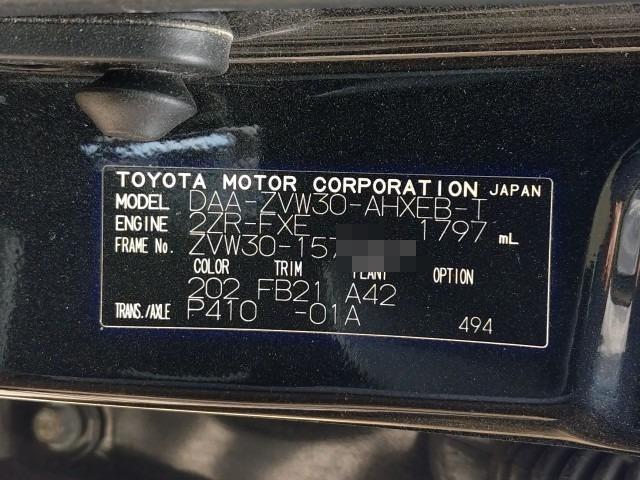 TOYOTA MOTOR CORPORATION JAPAN
MODEL DAA-ZVW30-AHXEB-T
ENGINE 2ZR-FXE 1797 mL
FRAME No. ZVW30-157
COLOR TRIM PLANT OPTION
202 FB21 A42
TRANS./AXLE P410 -01A
494